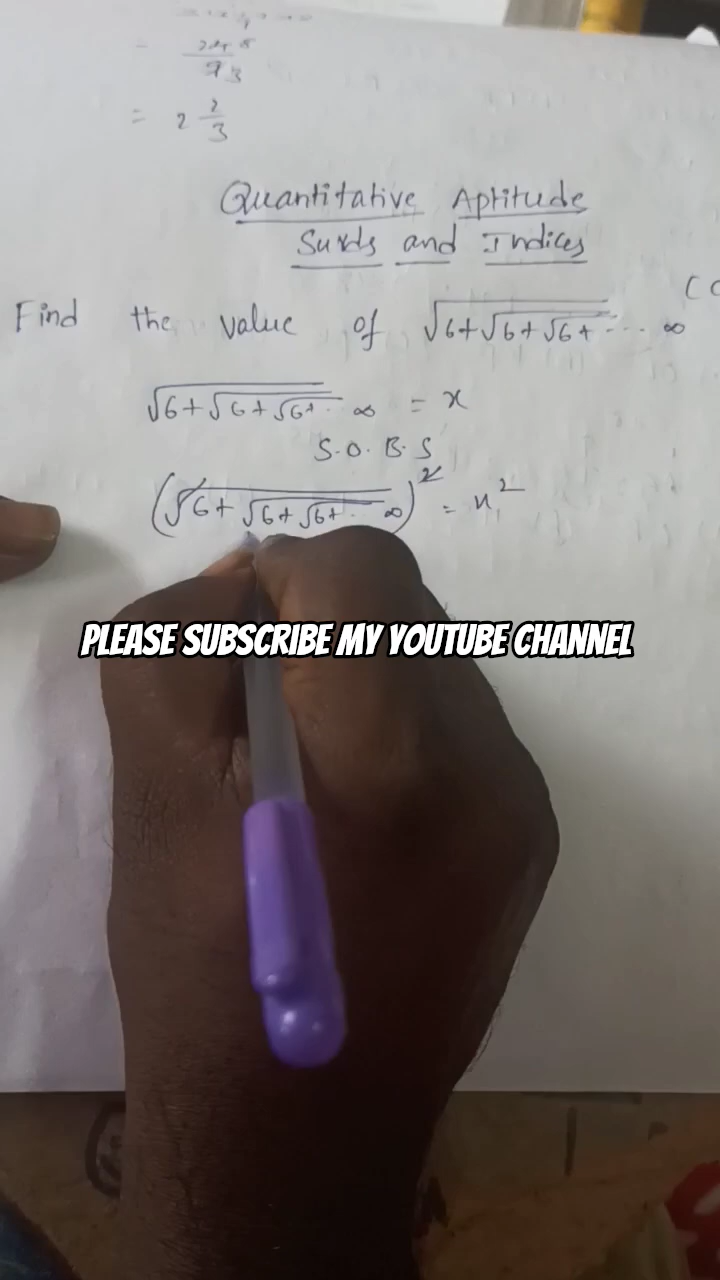 = 2 2/3
Quantitative Aptitude
Surds and Indices
(C
Find the value of √6+√6+√6+... ∞
√6+√6+√6+.. ∞ = x
S.O.B.S
(√6+√6+√6+... ∞)² = x²
PLEASE SUBSCRIBE MY YOUTUBE CHANNEL